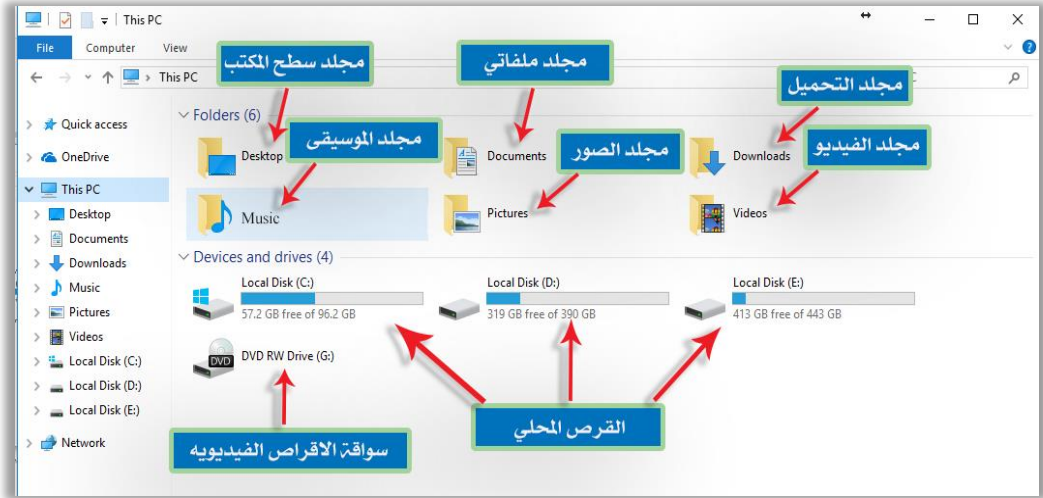 This PC
File Computer View
مجلد سطح المكتب
مجلد ملفاتي
مجلد التحميل
This PC
Quick access
OneDrive
This PC
Desktop
Documents
Downloads
Music
Pictures
Videos
Local Disk (C:)
Local Disk (D:)
Local Disk (E:)
Network
Folders (6)
مجلد الموسيقى
مجلد الصور
مجلد الفيديو
Desktop
Documents
Downloads
Music
Pictures
Videos
Devices and drives (4)
Local Disk (C:)
57.2 GB free of 96.2 GB
Local Disk (D:)
319 GB free of 390 GB
Local Disk (E:)
413 GB free of 443 GB
DVD
DVD RW Drive (G:)
القرص المحلي
سواقة الاقراص الفيديويه